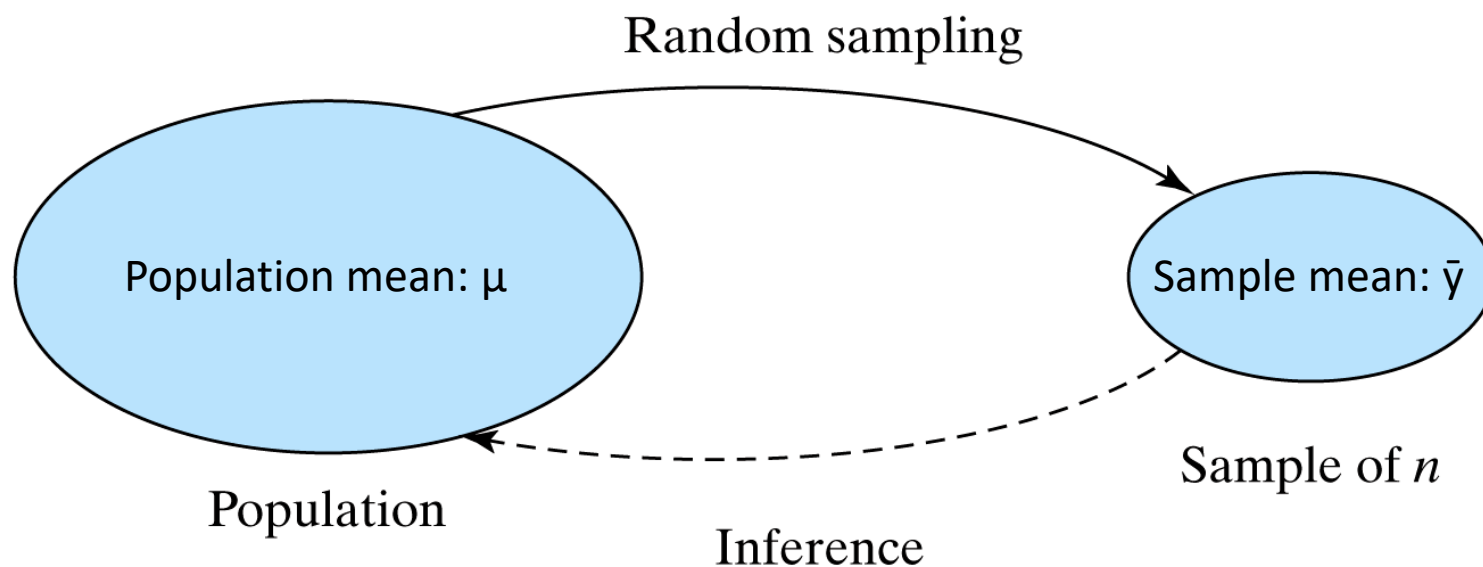 Random sampling
Population mean: μ
Sample mean: ȳ
Sample of n
Population
Inference